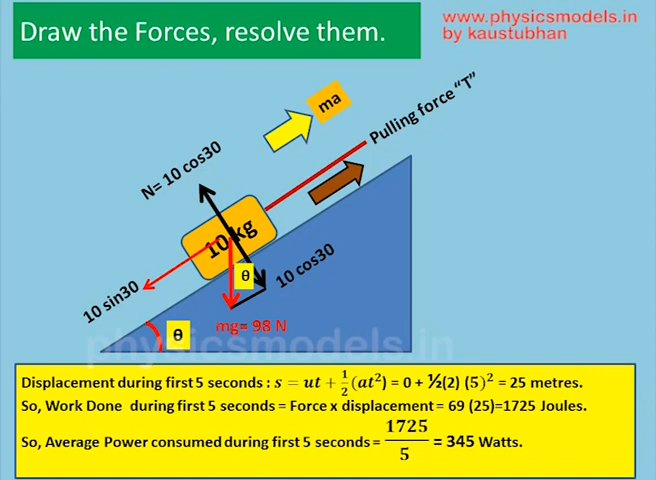 Draw the Forces, resolve them.
www.physicsmodels.in
by kaustubhan
ma
Pulling force "T"
N= 10 cos30
10 kg
θ
10 cos30
10 sin30
θ
mg= 98 N
physicsmodels.in
Displacement during first 5 seconds : s = ut + 1/2 (at²) = 0 + ½(2) (5)² = 25 metres.
So, Work Done during first 5 seconds = Force x displacement = 69 (25)=1725 Joules.
So, Average Power consumed during first 5 seconds = 1725/5 = 345 Watts.